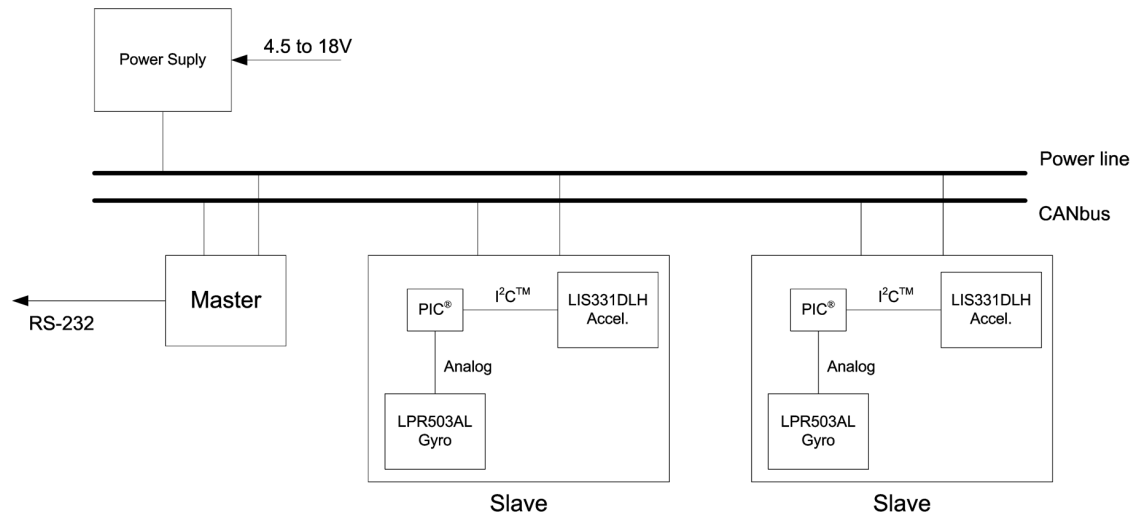 Power Suply
4.5 to 18V
Power line
CANbus
Master
RS-232
PIC®
I²C™
LIS331DLH
Accel.
Analog
LPR503AL
Gyro
Slave
PIC®
I²C™
LIS331DLH
Accel.
Analog
LPR503AL
Gyro
Slave